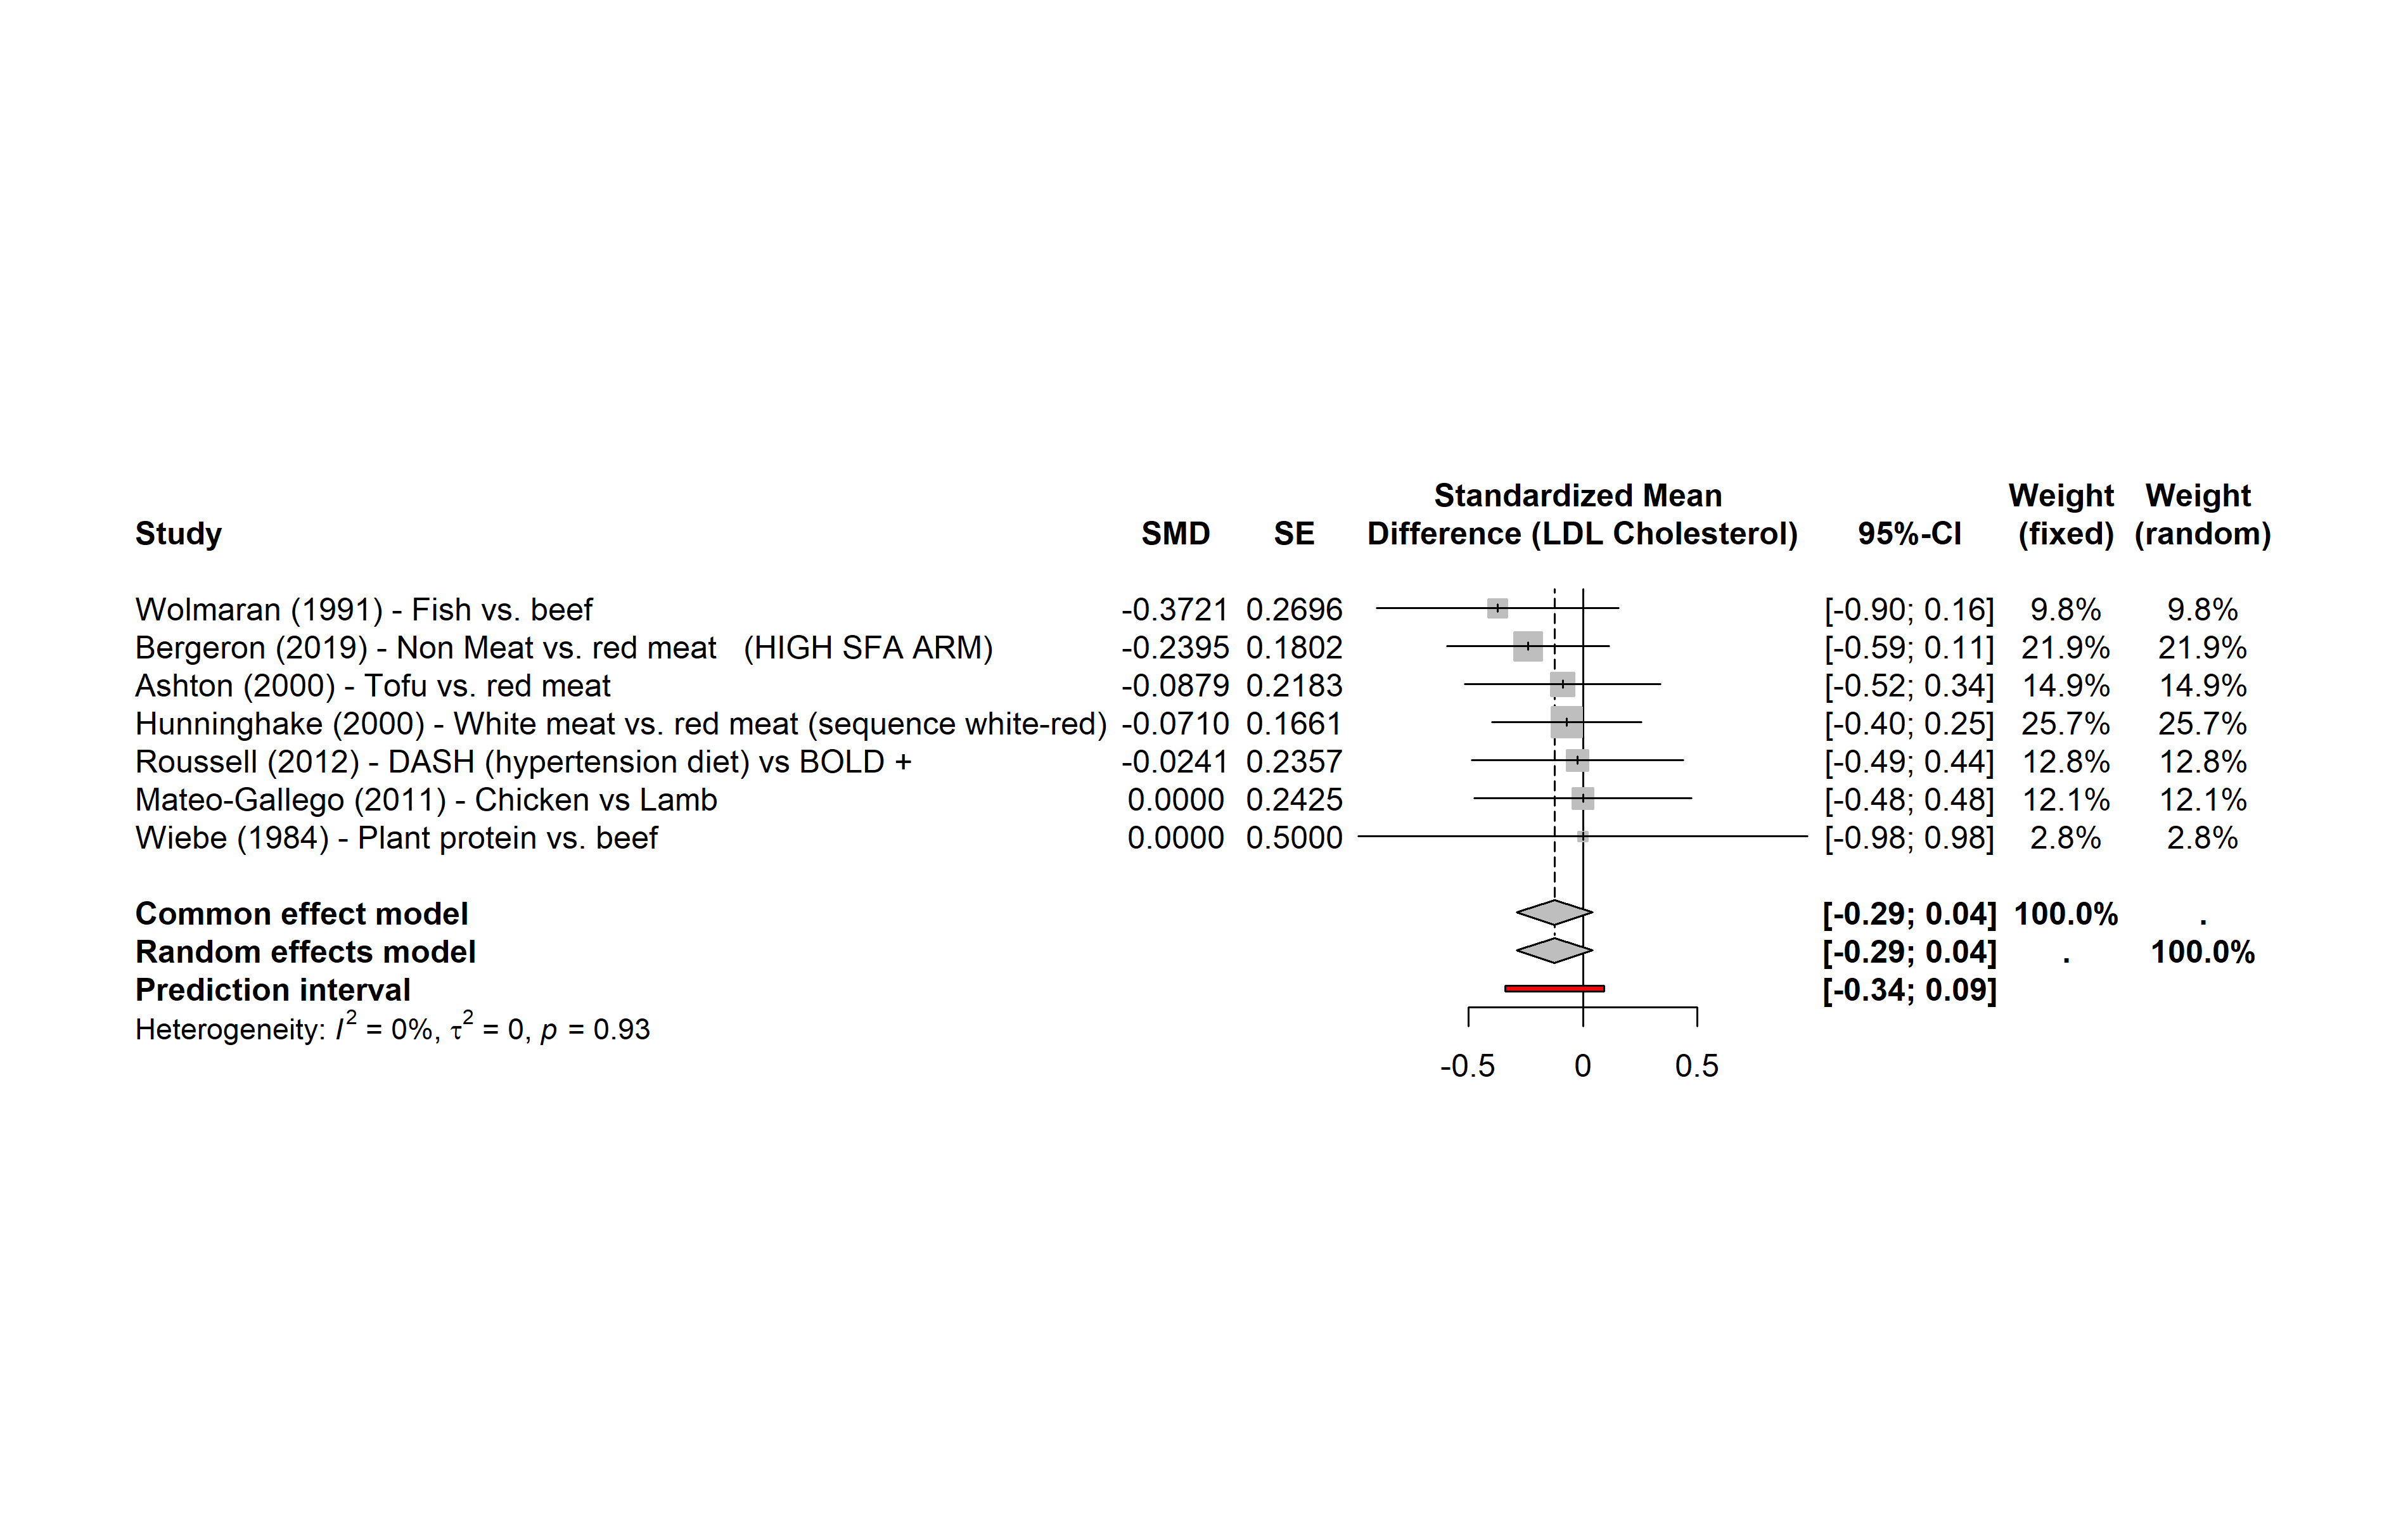 Standardized Mean Weight Weight
Study SMD SE Difference (LDL Cholesterol) 95%-CI (fixed) (random)
Wolmaran (1991) - Fish vs. beef -0.3721 0.2696 [-0.90; 0.16] 9.8% 9.8%
Bergeron (2019) - Non Meat vs. red meat (HIGH SFA ARM) -0.2395 0.1802 [-0.59; 0.11] 21.9% 21.9%
Ashton (2000) - Tofu vs. red meat -0.0879 0.2183 [-0.52; 0.34] 14.9% 14.9%
Hunninghake (2000) - White meat vs. red meat (sequence white-red) -0.0710 0.1661 [-0.40; 0.25] 25.7% 25.7%
Roussell (2012) - DASH (hypertension diet) vs BOLD + -0.0241 0.2357 [-0.49; 0.44] 12.8% 12.8%
Mateo-Gallego (2011) - Chicken vs Lamb 0.0000 0.2425 [-0.48; 0.48] 12.1% 12.1%
Wiebe (1984) - Plant protein vs. beef 0.0000 0.5000 [-0.98; 0.98] 2.8% 2.8%
Common effect model [-0.29; 0.04] 100.0% .
Random effects model [-0.29; 0.04] . 100.0%
Prediction interval [-0.34; 0.09]
Heterogeneity: I² = 0%, τ² = 0, p = 0.93
-0.5 0 0.5